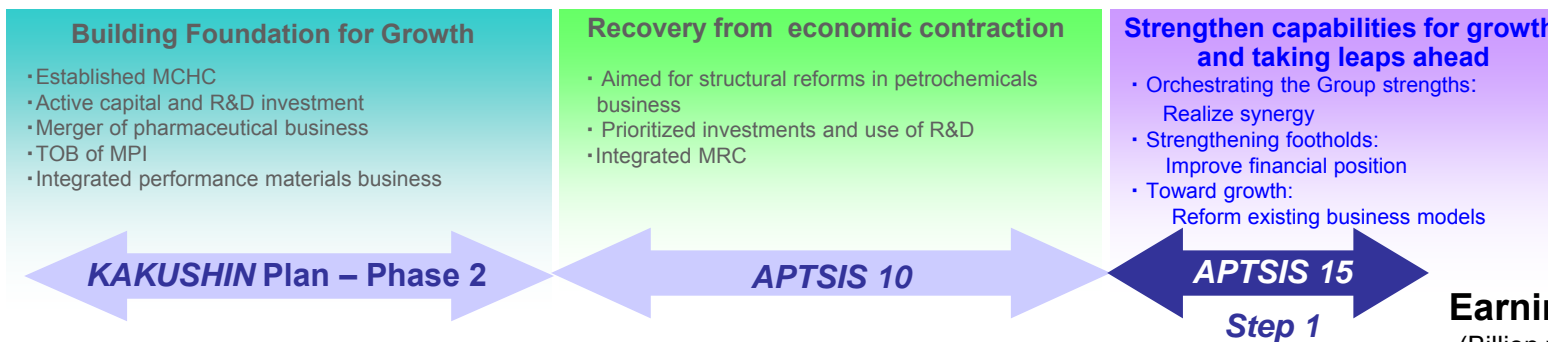 Building Foundation for Growth
・Established MCHC
・Active capital and R&D investment
・Merger of pharmaceutical business
・TOB of MPI
・Integrated performance materials business
KAKUSHIN Plan – Phase 2
Recovery from economic contraction
・ Aimed for structural reforms in petrochemicals
business
・ Prioritized investments and use of R&D
・Integrated MRC
APTSIS 10
Strengthen capabilities for growth
and taking leaps ahead
・ Orchestrating the Group strengths:
Realize synergy
・ Strengthening footholds:
Improve financial position
・ Toward growth:
Reform existing business models
APTSIS 15
Step 1